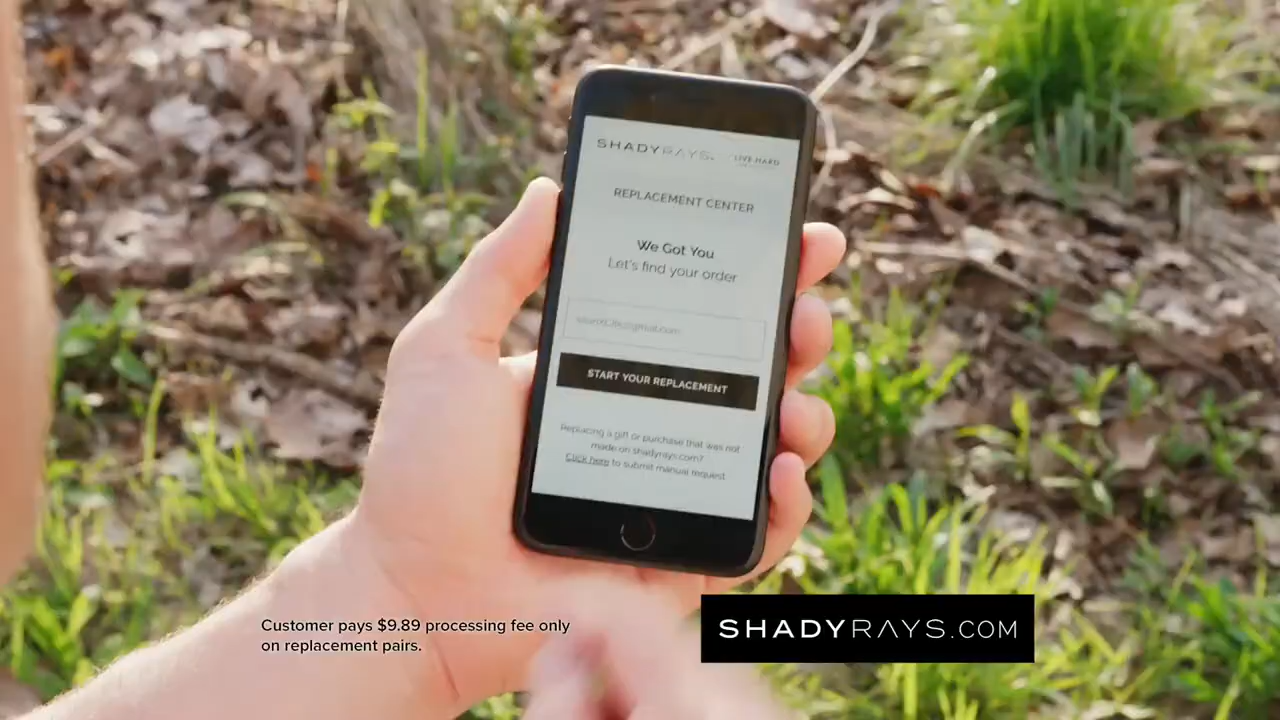 SHADYRAYS
LIVE HARD
REPLACEMENT CENTER
We Got You
Let's find your order
START YOUR REPLACEMENT
Replacing a gift or purchase that was not
made on shadyrays.com?
Click here to submit manual request
Customer pays $9.89 processing fee only
on replacement pairs.
SHADYRAYS.COM